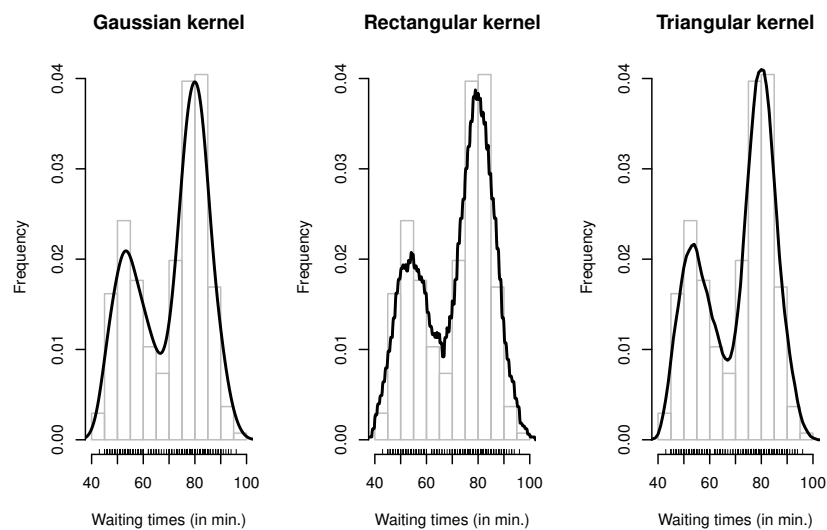 Gaussian kernel
Frequency
0.00 0.01 0.02 0.03 0.04
40 60 80 100
Waiting times (in min.)
Rectangular kernel
Frequency
0.00 0.01 0.02 0.03 0.04
40 60 80 100
Waiting times (in min.)
Triangular kernel
Frequency
0.00 0.01 0.02 0.03 0.04
40 60 80 100
Waiting times (in min.)